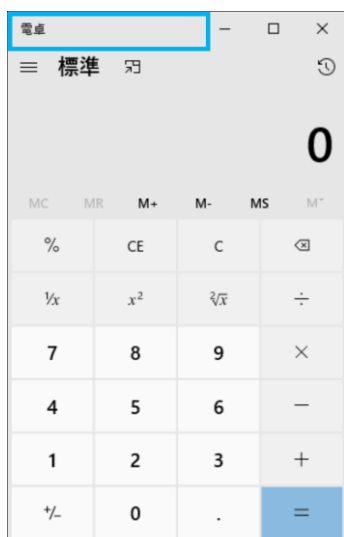 電卓
標準
0
MC MR M+ M- MS M˅
% CE C
¹/x x² ²√x ÷
7 8 9 ×
4 5 6 −
1 2 3 +
+/− 0 . =